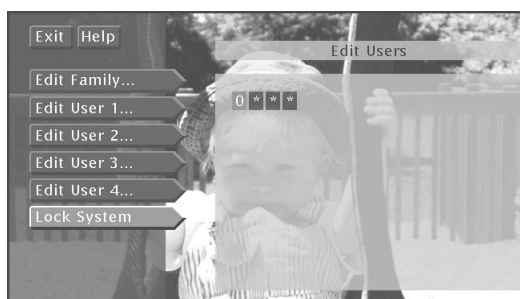 Exit Help
Edit Users
Edit Family...
Edit User 1...
0 * * *
Edit User 2...
Edit User 3...
Edit User 4...
Lock System